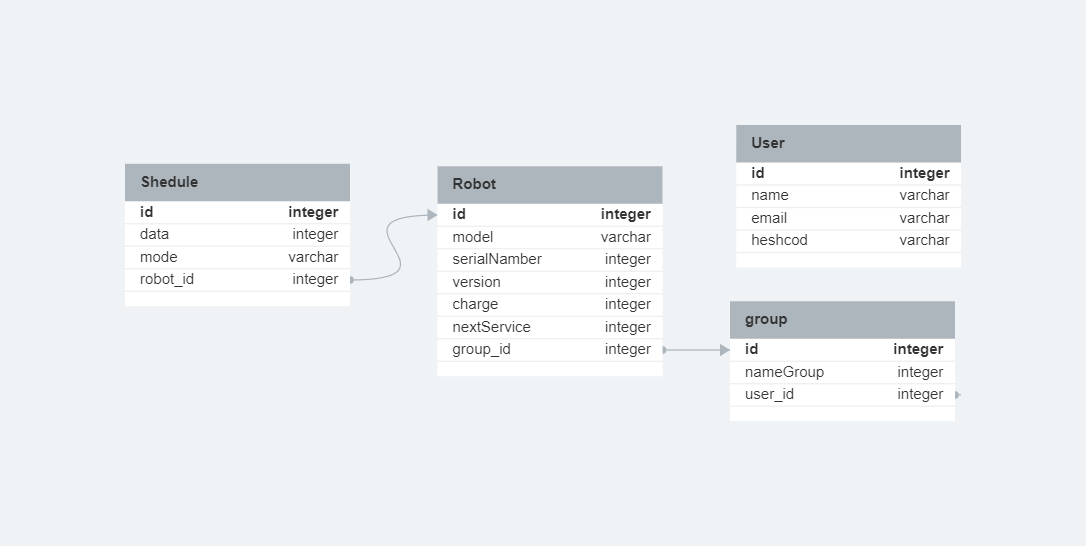 Shedule
id integer
data integer
mode varchar
robot_id integer
Robot
id integer
model varchar
serialNamber integer
version integer
charge integer
nextService integer
group_id integer
User
id integer
name varchar
email varchar
heshcod varchar
group
id integer
nameGroup integer
user_id integer